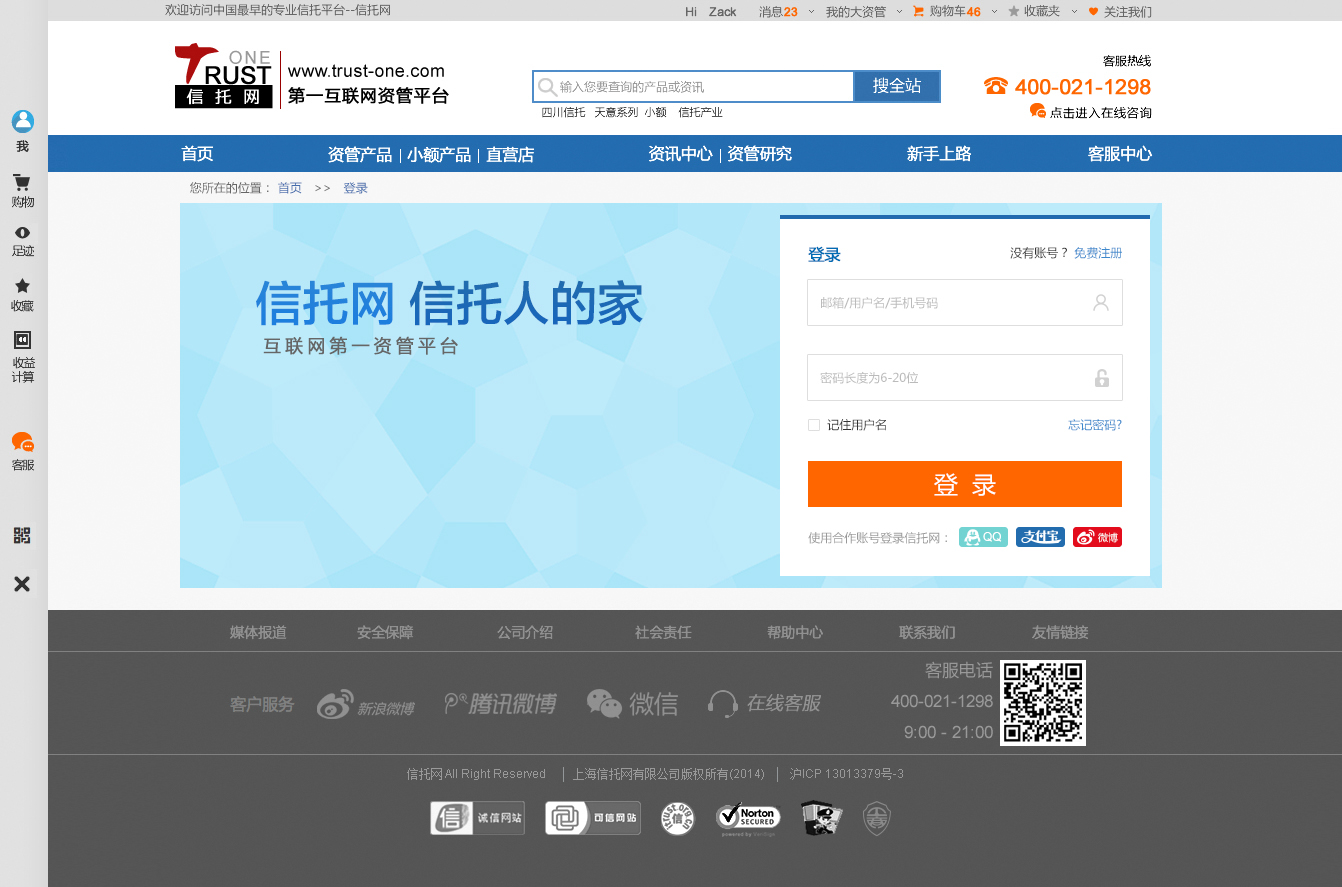 欢迎访问中国最早的专业信托平台--信托网
Hi Zack 消息23 我的大资管 购物车46 收藏夹 关注我们
ONE
TRUST
信托网
www.trust-one.com
第一互联网资管平台
输入您要查询的产品或资讯 搜全站
四川信托 天意系列 小额 信托产业
客服热线
400-021-1298
点击进入在线咨询
首页 资管产品 | 小额产品 | 直营店 资讯中心 | 资管研究 新手上路 客服中心
您所在的位置： 首页 >> 登录
我
购物
足迹
收藏
收益
计算
客服
信托网 信托人的家
互联网第一资管平台
登录 没有账号？ 免费注册
邮箱/用户名/手机号码
密码长度为6-20位
记住用户名 忘记密码?
登 录
使用合作账号登录信托网： QQ 支付宝 微博
媒体报道 安全保障 公司介绍 社会责任 帮助中心 联系我们 友情链接
客户服务 新浪微博 腾讯微博 微信 在线客服
客服电话
400-021-1298
9:00 - 21:00
信托网 All Right Reserved | 上海信托网有限公司版权所有(2014) | 沪ICP 13013379号-3
信 诚信网站 可信网站 信 Norton
SECURED